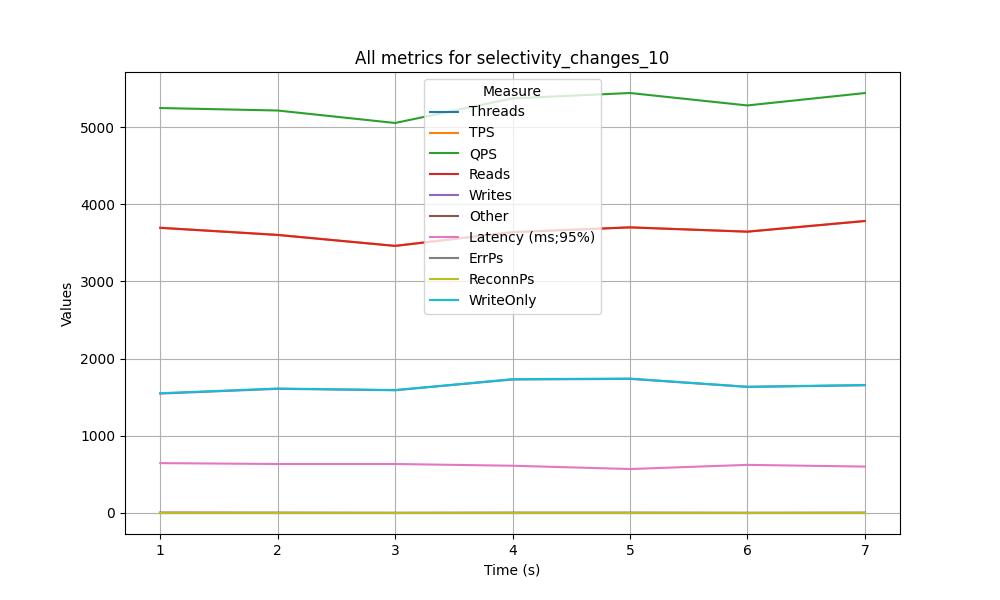 All metrics for selectivity_changes_10
Measure
Threads
TPS
QPS
Reads
Writes
Other
Latency (ms;95%)
ErrPs
ReconnPs
WriteOnly
Values
5000
4000
3000
2000
1000
0
1 2 3 4 5 6 7
Time (s)